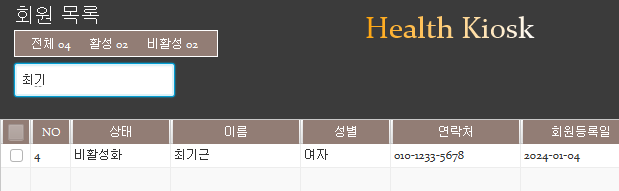 회원 목록
Health Kiosk
전체 04 활성 02 비활성 02
최기
NO 상태 이름 성별 연락처 회원등록일
4 비활성화 최기근 여자 010-1233-5678 2024-01-04